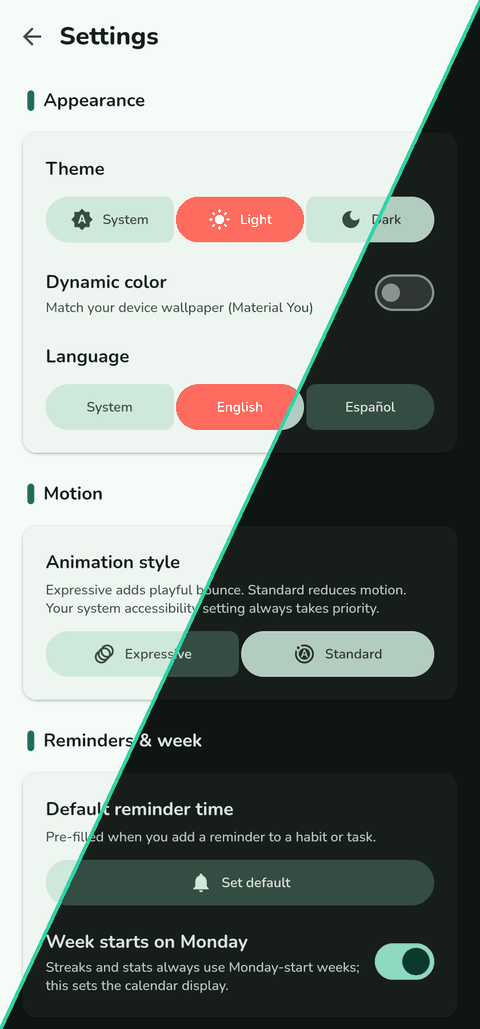 Settings
Appearance
Theme
System
Light
Dark
Dynamic color
Match your device wallpaper (Material You)
Language
System
English
Español
Motion
Animation style
Expressive adds playful bounce. Standard reduces motion.
Your system accessibility setting always takes priority.
Expressive
Standard
Reminders & week
Default reminder time
Pre-filled when you add a reminder to a habit or task.
Set default
Week starts on Monday
Streaks and stats always use Monday-start weeks;
this sets the calendar display.